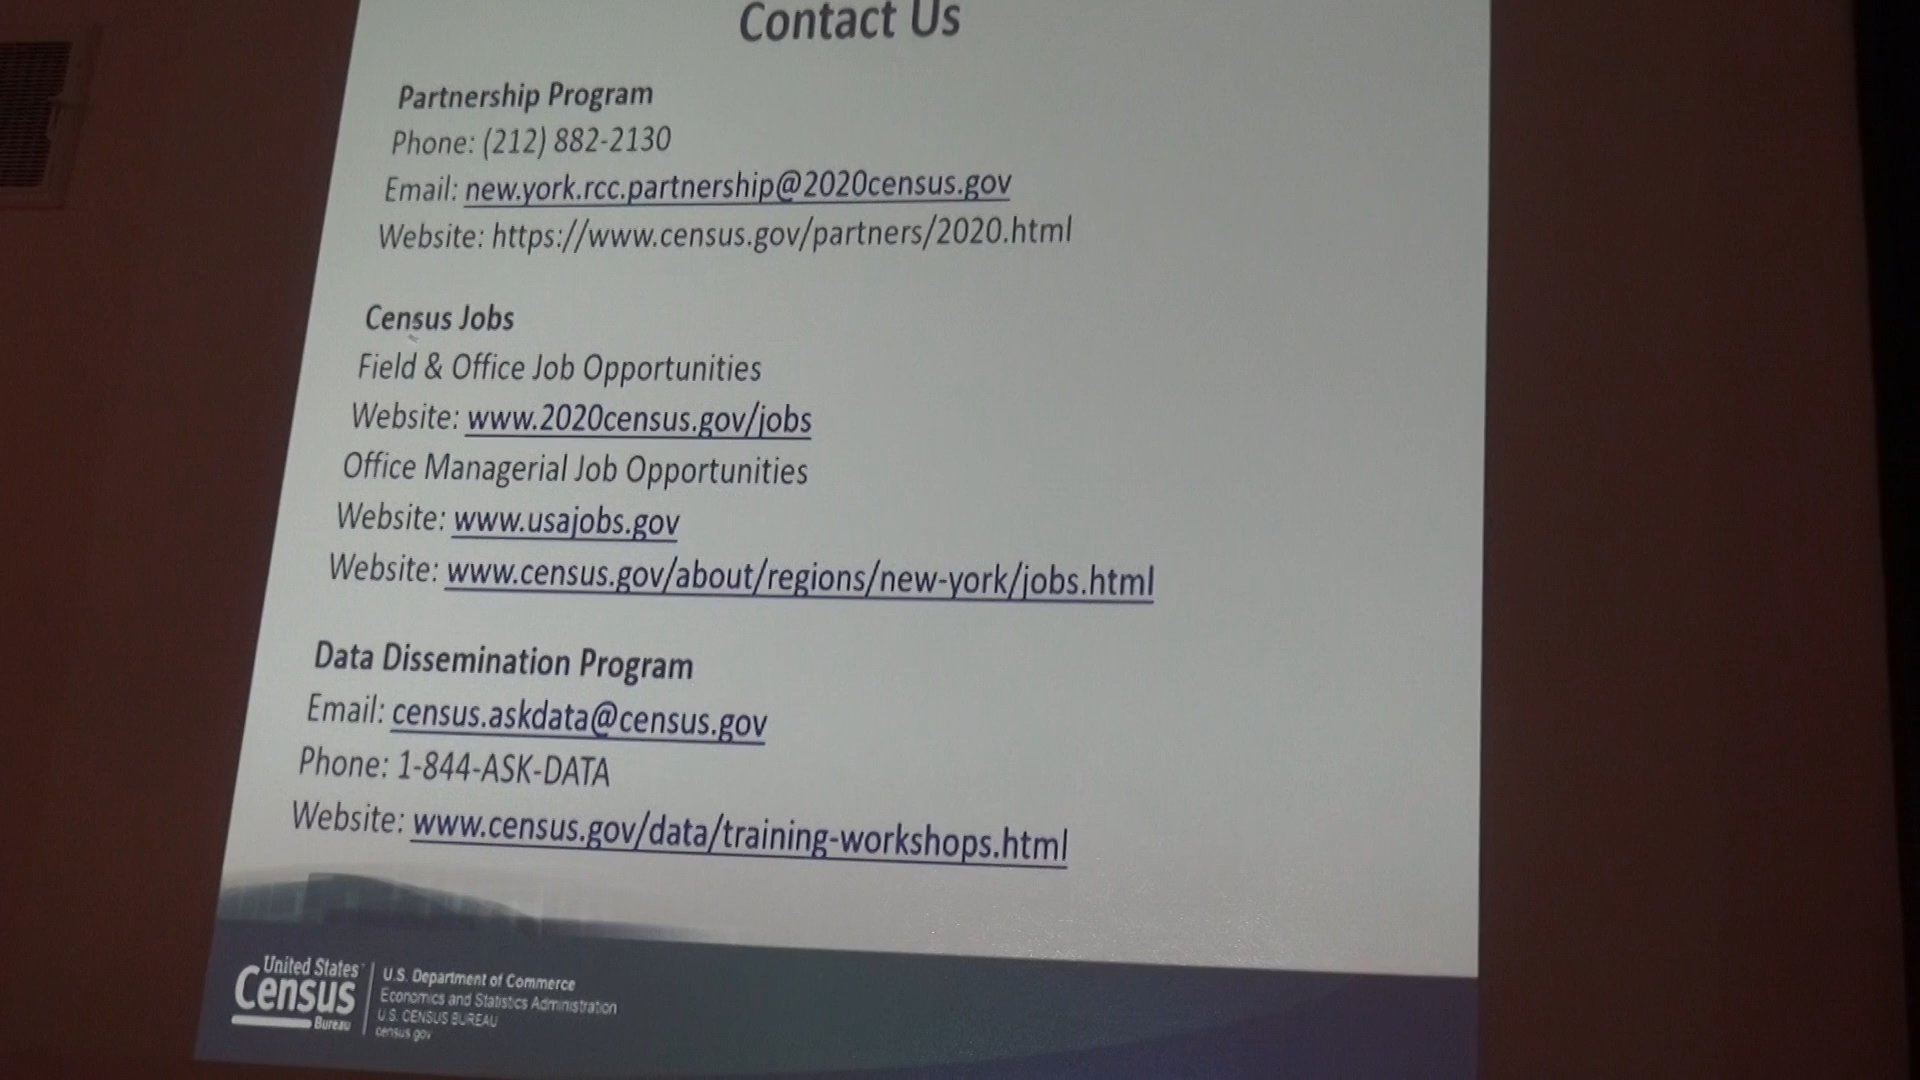 Contact Us
Partnership Program
Phone: (212) 882-2130
Email: new.york.rcc.partnership@2020census.gov
Website: https://www.census.gov/partners/2020.html
Census Jobs
Field & Office Job Opportunities
Website: www.2020census.gov/jobs
Office Managerial Job Opportunities
Website: www.usajobs.gov
Website: www.census.gov/about/regions/new-york/jobs.html
Data Dissemination Program
Email: census.askdata@census.gov
Phone: 1-844-ASK-DATA
Website: www.census.gov/data/training-workshops.html
United States
Census
Bureau
U.S. Department of Commerce
Economics and Statistics Administration
U.S. CENSUS BUREAU
census.gov